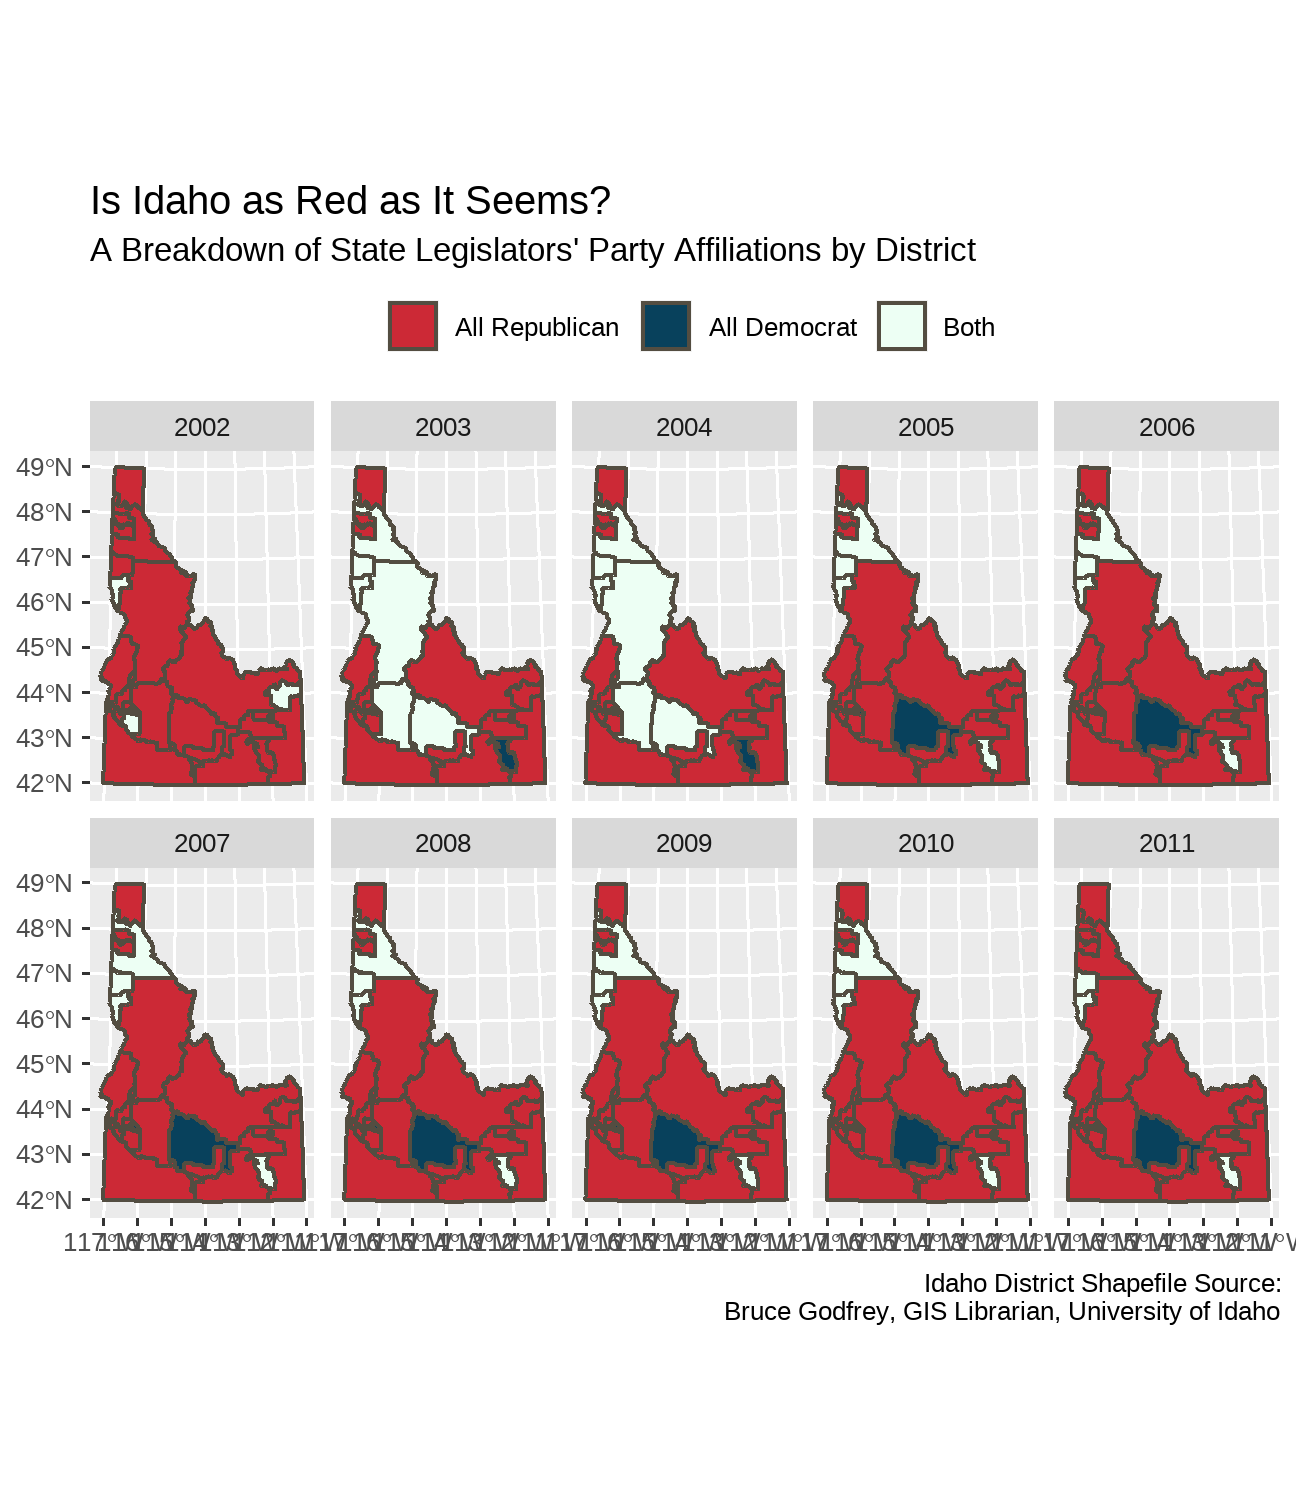 Is Idaho as Red as It Seems?
A Breakdown of State Legislators' Party Affiliations by District
All Republican All Democrat Both
2002 2003 2004 2005 2006
49°N
48°N
47°N
46°N
45°N
44°N
43°N
42°N
2007 2008 2009 2010 2011
49°N
48°N
47°N
46°N
45°N
44°N
43°N
42°N
Idaho District Shapefile Source:
Bruce Godfrey, GIS Librarian, University of Idaho